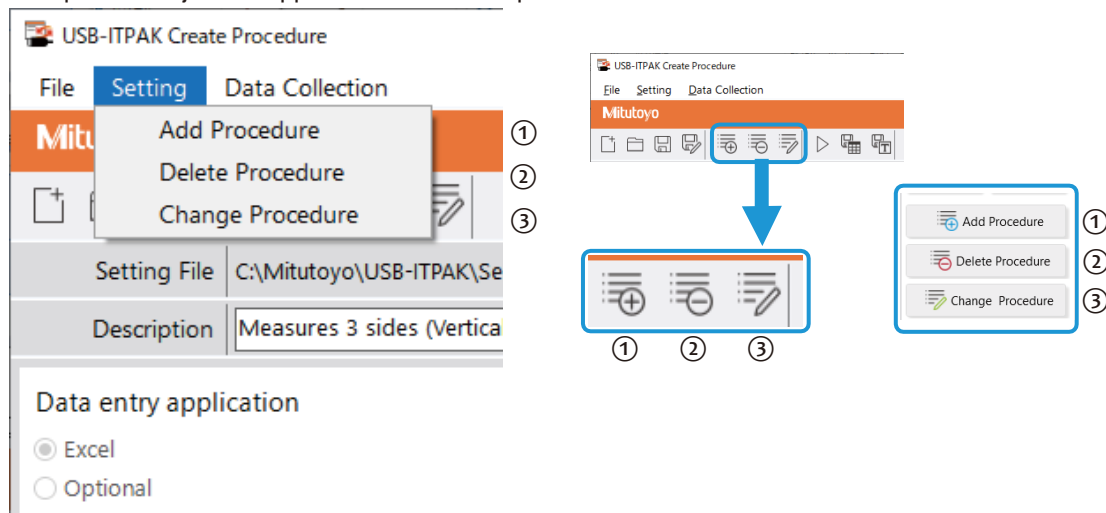 USB-ITPAK Create Procedure
File Setting Data Collection
Mitu
Add Procedure ①
Delete Procedure ②
Change Procedure ③
Setting File C:\Mitutoyo\USB-ITPAK\Se
Description Measures 3 sides (Vertical
Data entry application
Excel
Optional
USB-ITPAK Create Procedure
File Setting Data Collection
Mitutoyo
① ② ③
Add Procedure ①
Delete Procedure ②
Change Procedure ③